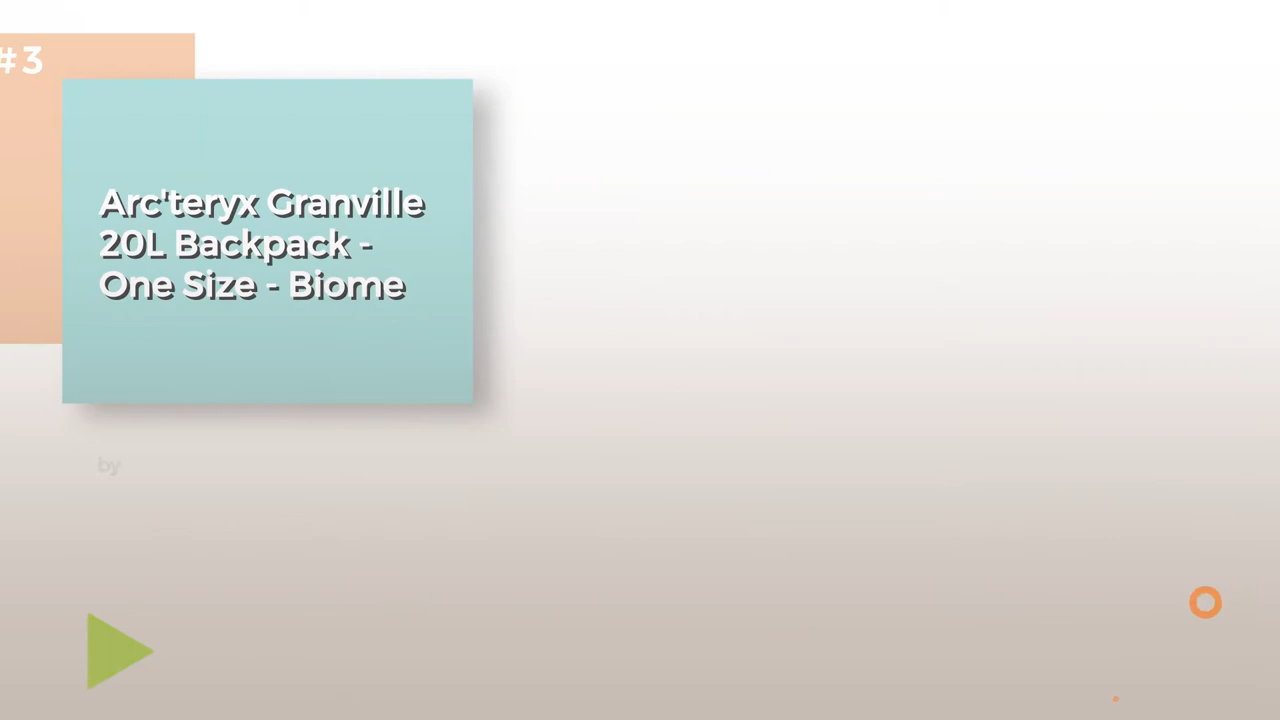 #3
Arc'teryx Granville
20L Backpack -
One Size - Biome
by